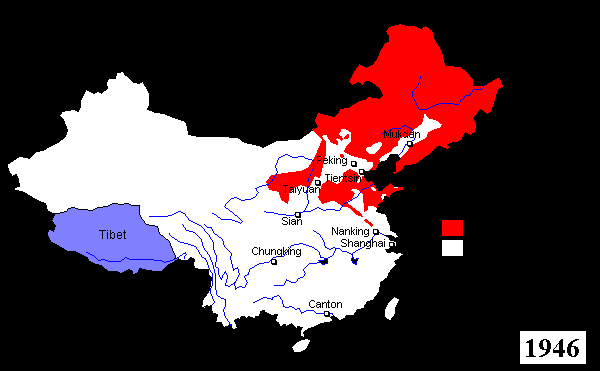 Mukden
Peking
Tientsin
Taiyuan
Sian
Nanking
Shanghai
Tibet
Chungking
Canton
1946